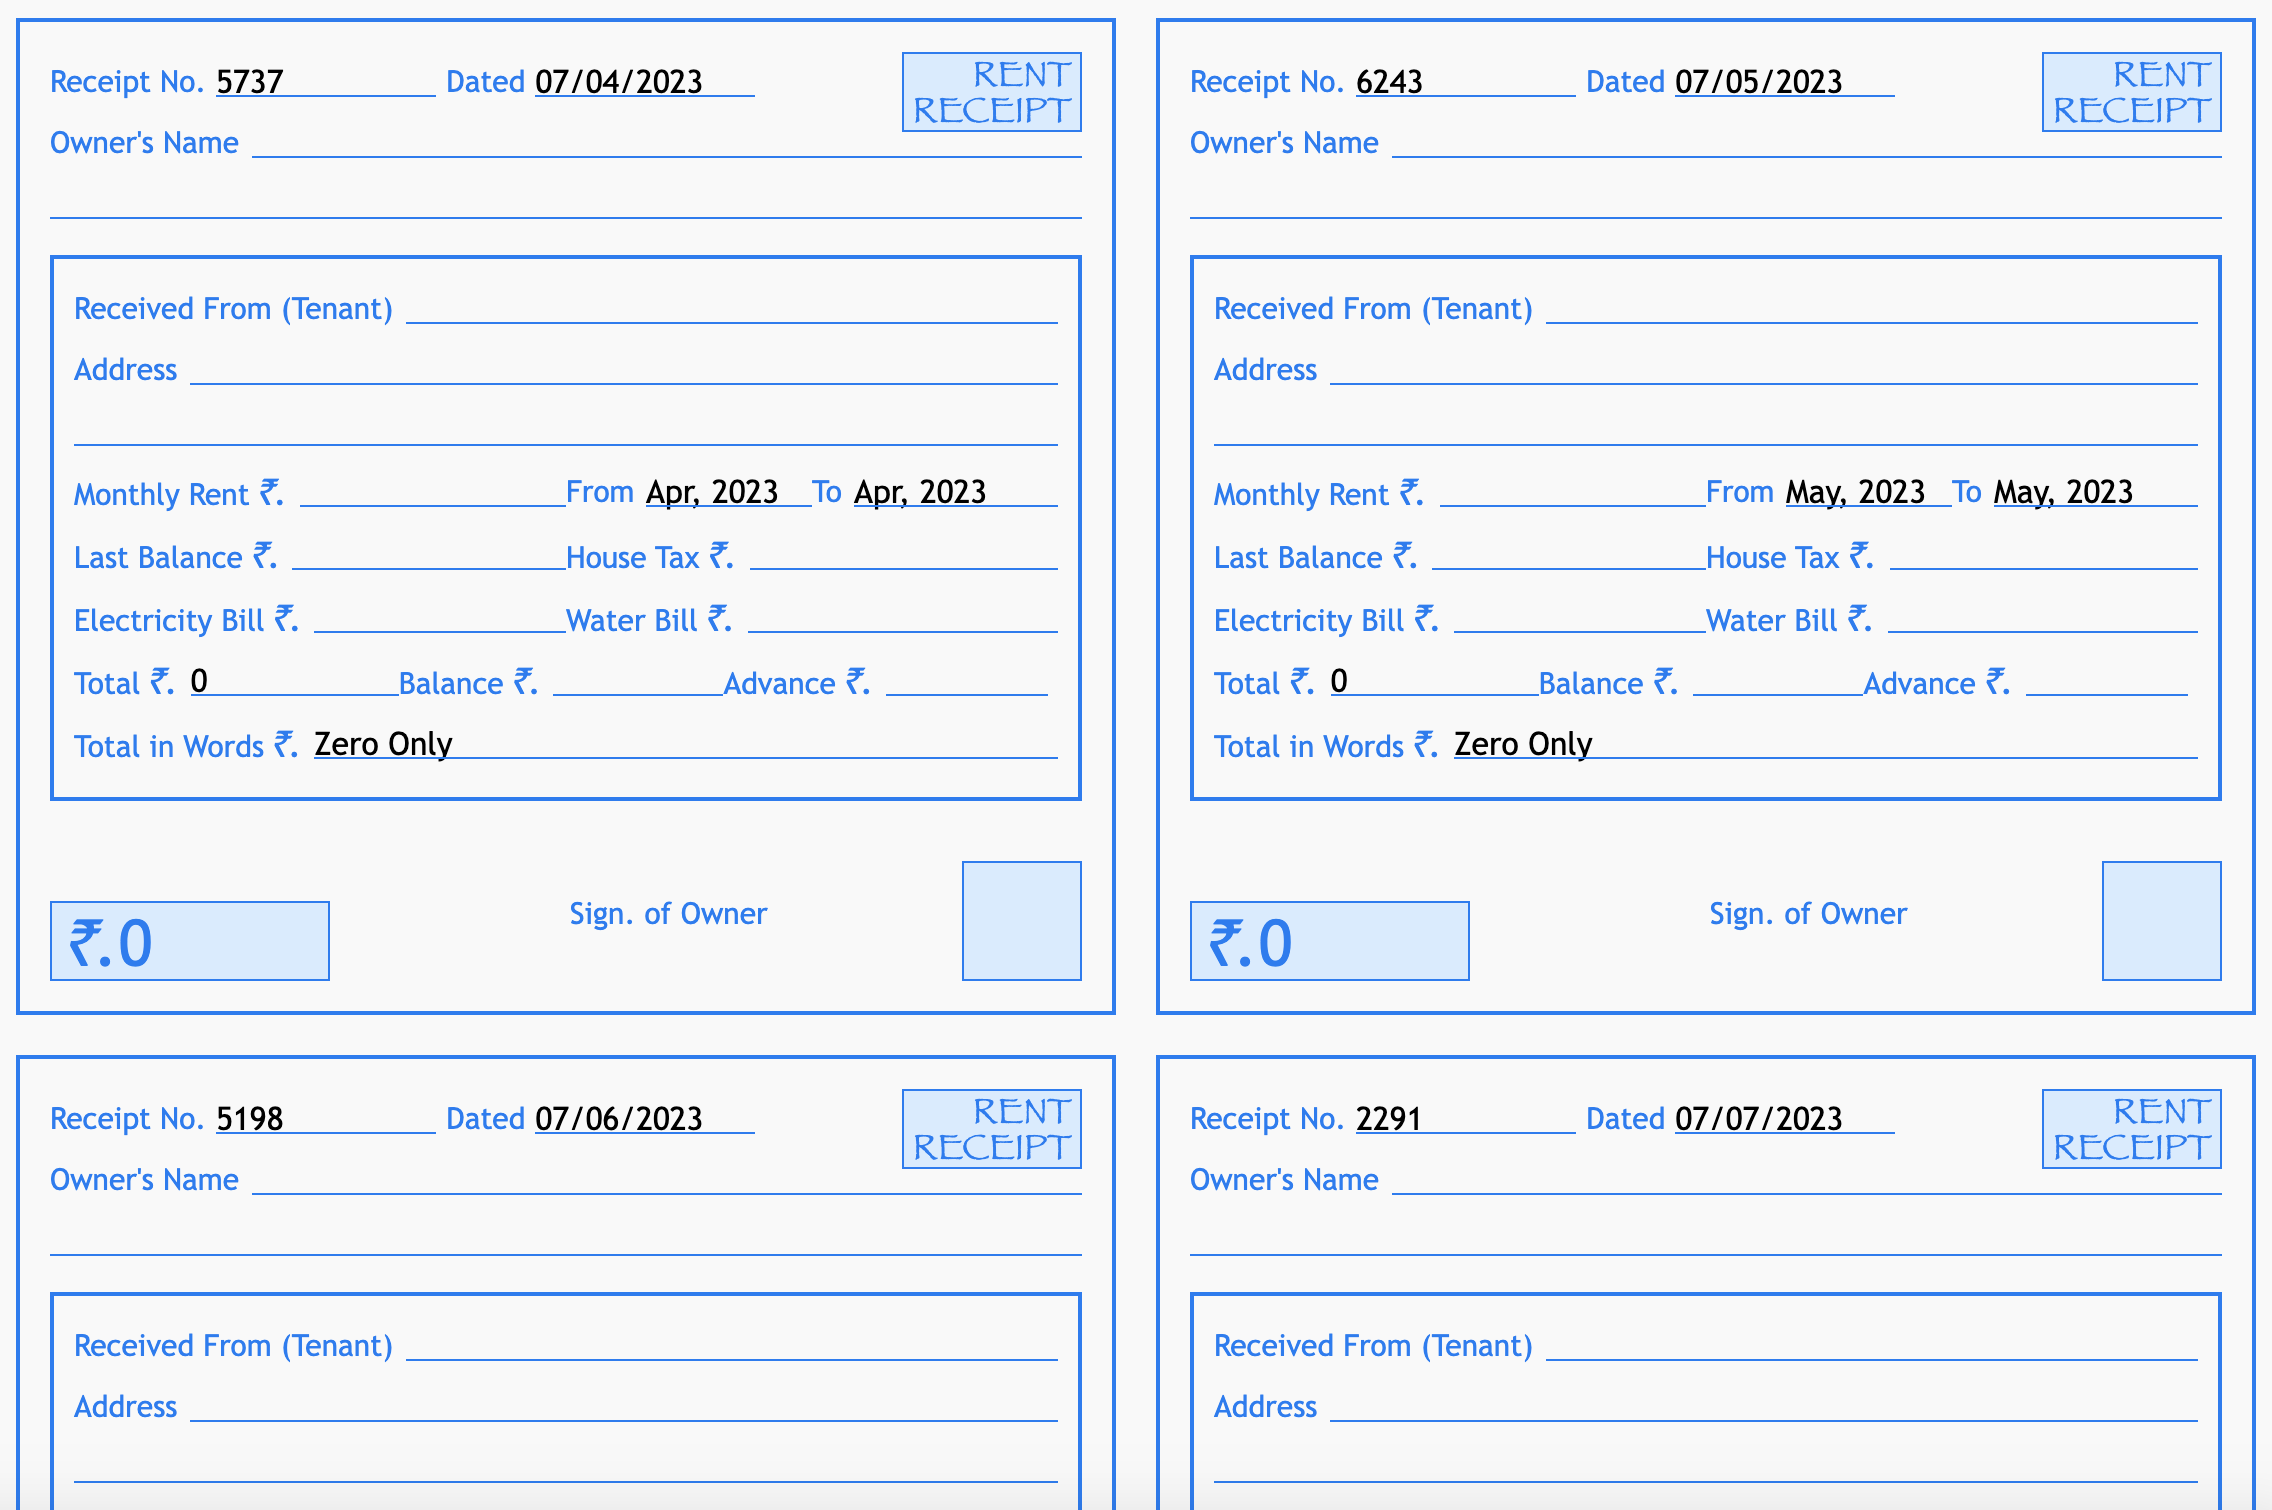 Receipt No. 5737 Dated 07/04/2023 RENT RECEIPT
Owner's Name
Received From (Tenant)
Address
Monthly Rent ₹. From Apr, 2023 To Apr, 2023
Last Balance ₹. House Tax ₹.
Electricity Bill ₹. Water Bill ₹.
Total ₹. 0 Balance ₹. Advance ₹.
Total in Words ₹. Zero Only
₹.0 Sign. of Owner
Receipt No. 6243 Dated 07/05/2023 RENT RECEIPT
Owner's Name
Received From (Tenant)
Address
Monthly Rent ₹. From May, 2023 To May, 2023
Last Balance ₹. House Tax ₹.
Electricity Bill ₹. Water Bill ₹.
Total ₹. 0 Balance ₹. Advance ₹.
Total in Words ₹. Zero Only
₹.0 Sign. of Owner
Receipt No. 5198 Dated 07/06/2023 RENT RECEIPT
Owner's Name
Received From (Tenant)
Address
Receipt No. 2291 Dated 07/07/2023 RENT RECEIPT
Owner's Name
Received From (Tenant)
Address